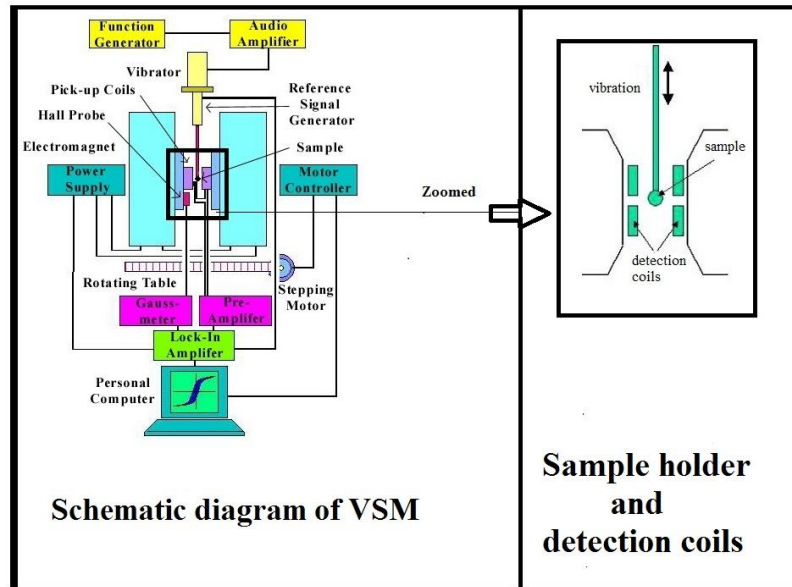 Function
Generator
Audio
Amplifier
Vibrator
Pick-up Coils
Hall Probe
Electromagnet
Reference
Signal
Generator
Sample
Power
Supply
Motor
Controller
Zoomed
Rotating Table
Stepping
Motor
Gauss-
meter
Pre-
Amplifer
Lock-In
Amplifer
Personal
Computer
Schematic diagram of VSM
vibration
sample
detection
coils
Sample holder
and
detection coils